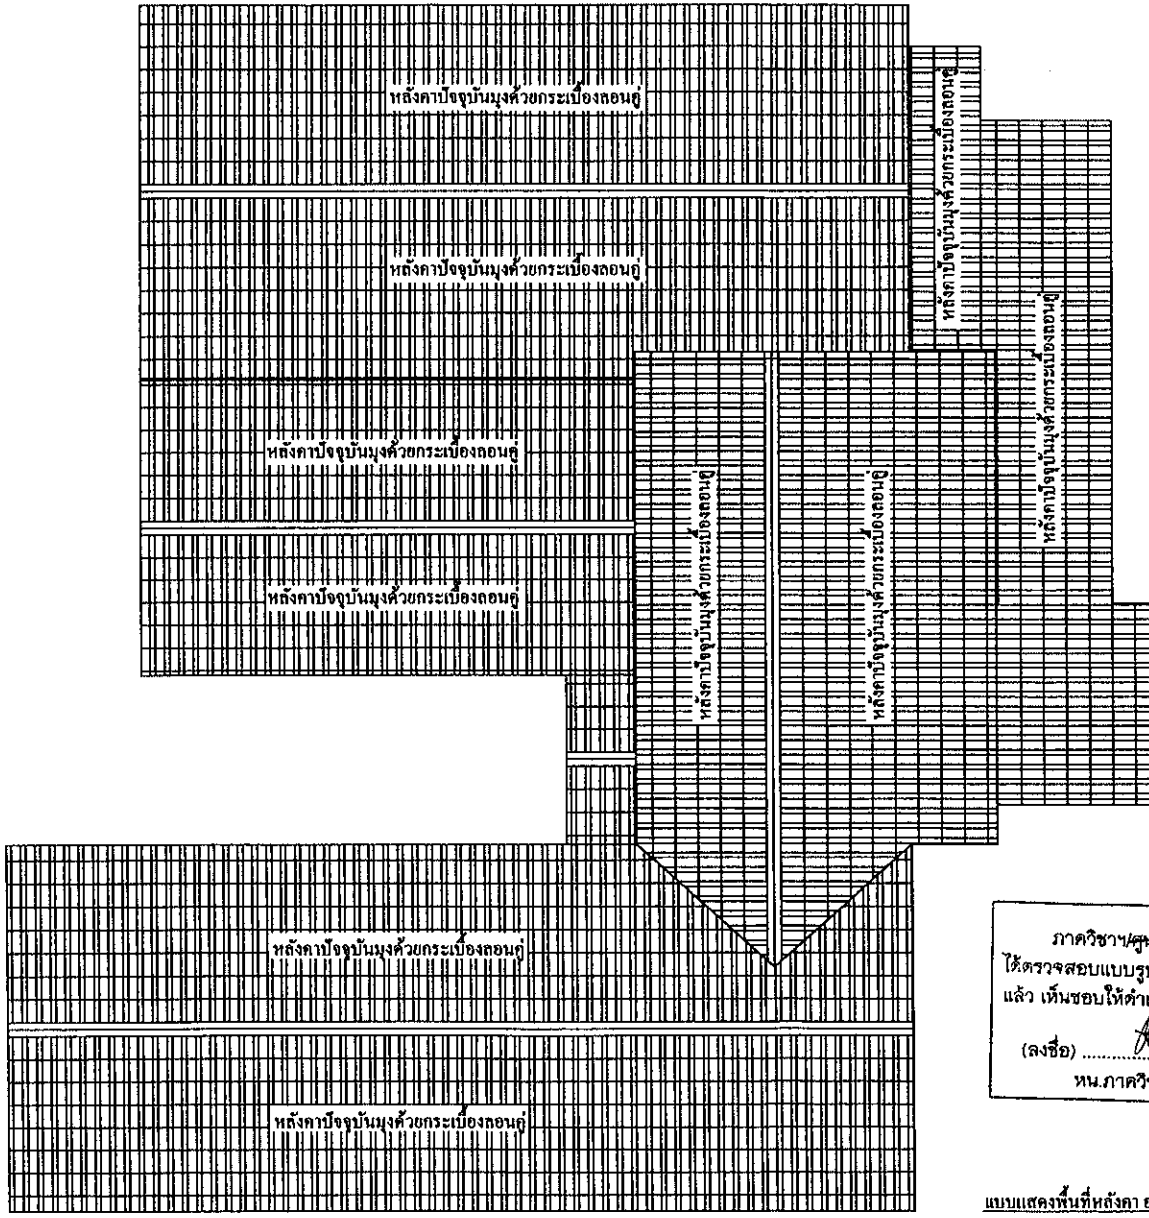 หลังคาปัจจุบันมุงด้วยกระเบื้องลอนคู่
หลังคาปัจจุบันมุงด้วยกระเบื้องลอนคู่
หลังคาปัจจุบันมุงด้วยกระเบื้องลอนคู่
หลังคาปัจจุบันมุงด้วยกระเบื้องลอนคู่
หลังคาปัจจุบันมุงด้วยกระเบื้องลอนคู่
หลังคาปัจจุบันมุงด้วยกระเบื้องลอนคู่
หลังคาปัจจุบันมุงด้วยกระเบื้องลอนคู่
หลังคาปัจจุบันมุงด้วยกระเบื้องลอนคู่
หลังคาปัจจุบันมุงด้วยกระเบื้องลอนคู่
หลังคาปัจจุบันมุงด้วยกระเบื้องลอนคู่
ภาควิชาฯ/ศูน
ได้ตรวจสอบแบบรูป
แล้ว เห็นชอบให้ดำเ
(ลงชื่อ) ................
หน.ภาควิช
แบบแสดงพื้นที่หลังคา